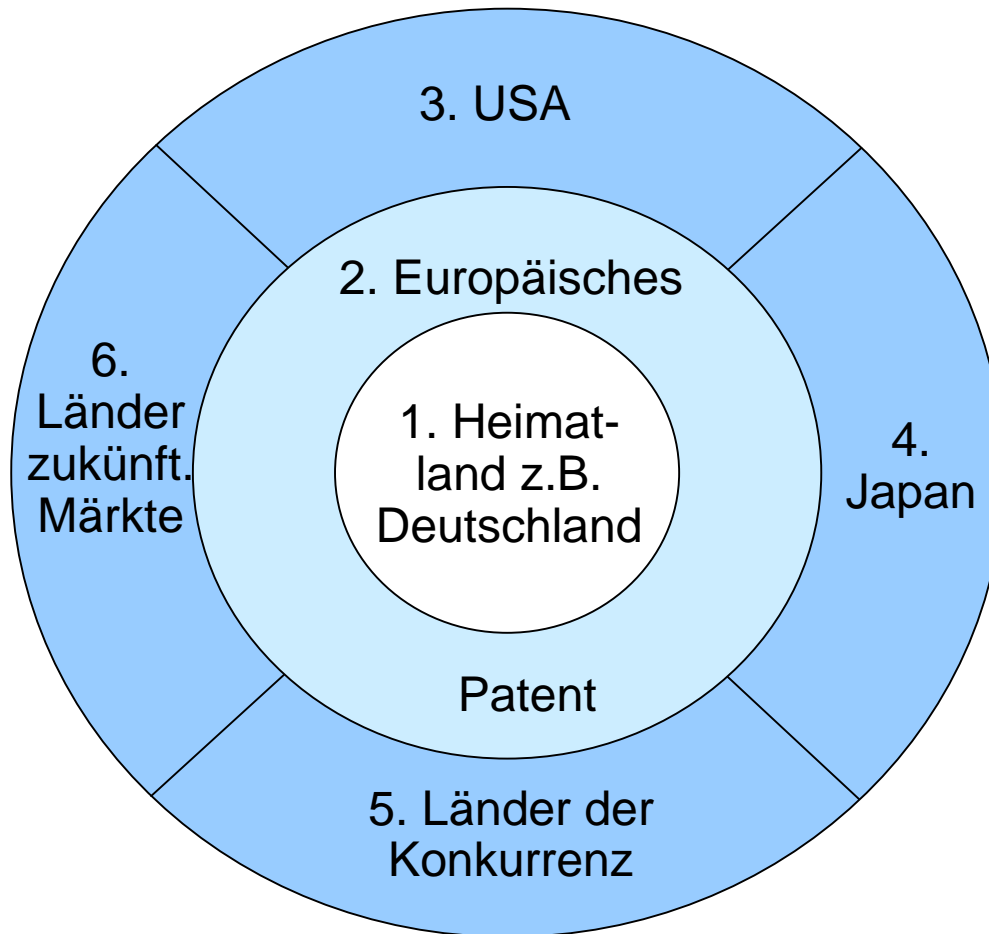 3. USA
2. Europäisches
6.
Länder
zukünft.
Märkte
1. Heimat-
land z.B.
Deutschland
4.
Japan
Patent
5. Länder der
Konkurrenz